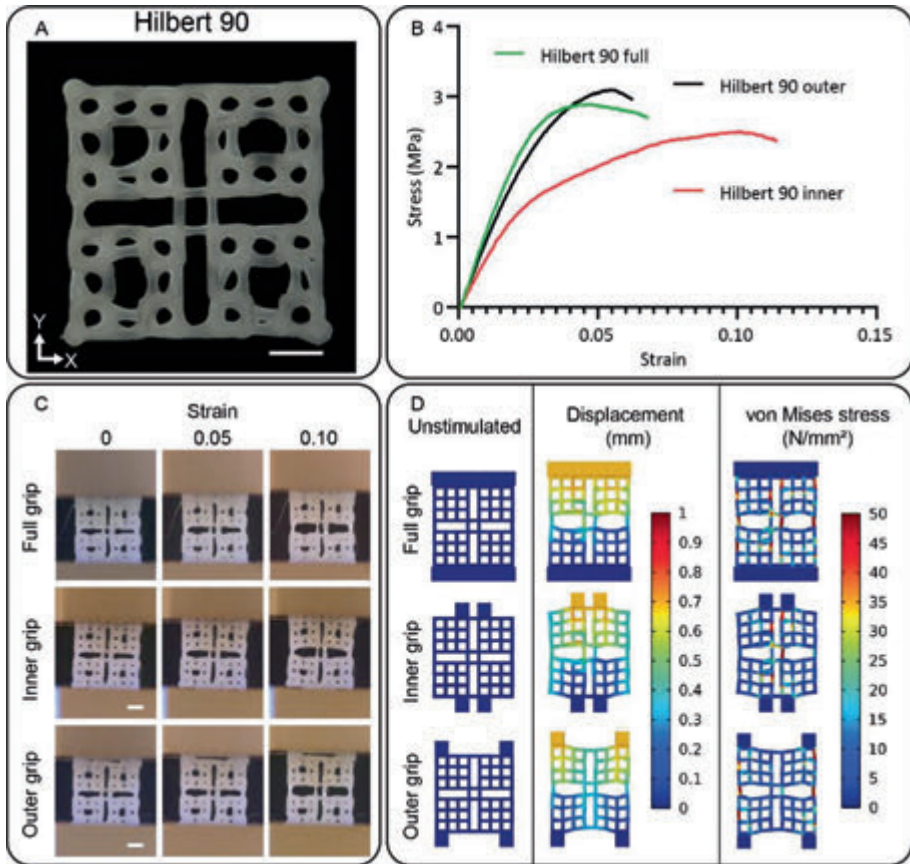 A
Hilbert 90
Y
X
B
4
3
2
1
0
Stress (MPa)
Hilbert 90 full
Hilbert 90 outer
Hilbert 90 inner
0.00
0.05
0.10
0.15
Strain
C
Strain
0
0.05
0.10
Full grip
Inner grip
Outer grip
D
Unstimulated
Displacement
(mm)
von Mises stress
(N/mm²)
Full grip
Inner grip
Outer grip
1
0.9
0.8
0.7
0.6
0.5
0.4
0.3
0.2
0.1
0
50
45
40
35
30
25
20
15
10
5
0